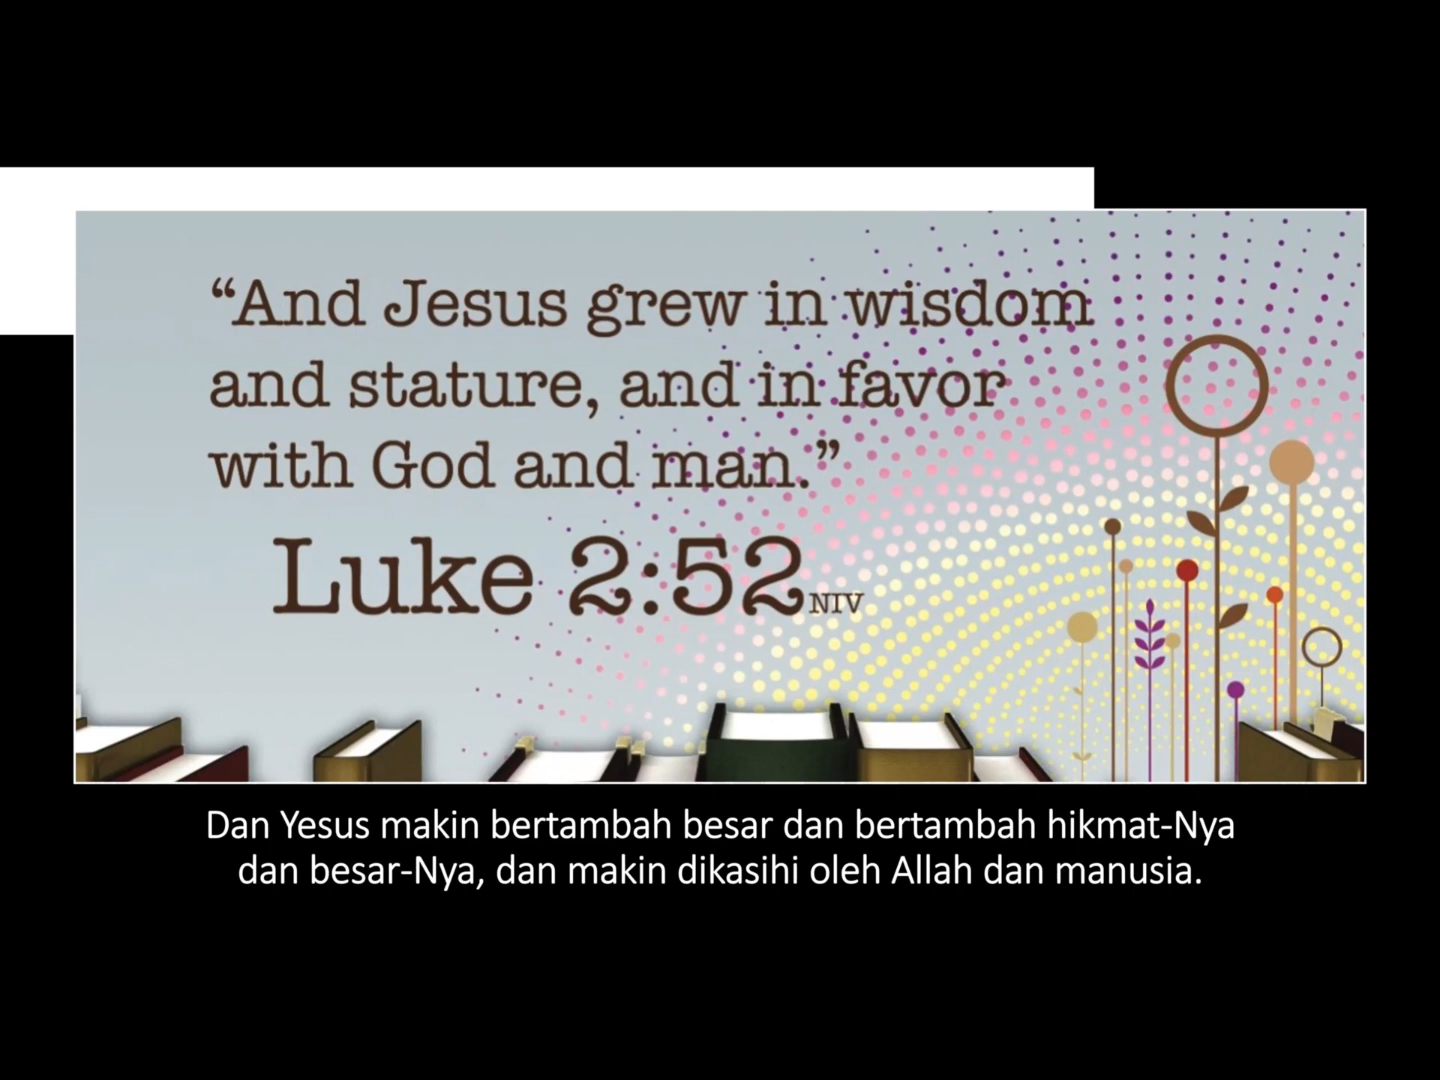 “And Jesus grew in wisdom
and stature, and in favor
with God and man.”
Luke 2:52 NIV
Dan Yesus makin bertambah besar dan bertambah hikmat-Nya
dan besar-Nya, dan makin dikasihi oleh Allah dan manusia.